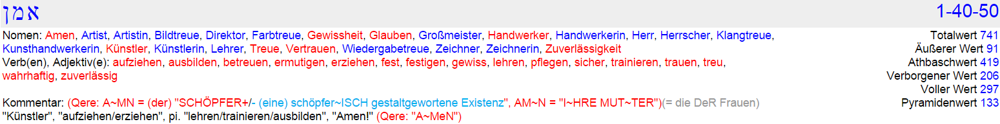 אמן 1-40-50
Nomen: Amen, Artist, Artistin, Bildtreue, Direktor, Farbtreue, Gewissheit, Glauben, Großmeister, Handwerker, Handwerkerin, Herr, Herrscher, Klangtreue,
Kunsthandwerkerin, Künstler, Künstlerin, Lehrer, Treue, Vertrauen, Wiedergabetreue, Zeichner, Zeichnerin, Zuverlässigkeit
Verb(en), Adjektiv(e): aufziehen, ausbilden, betreuen, ermutigen, erziehen, fest, festigen, gewiss, lehren, pflegen, sicher, trainieren, trauen, treu,
wahrhaftig, zuverlässig
Kommentar: (Qere: A~MN = (der) "SCHÖPFER+/- (eine) schöpfer~ISCH gestaltgewortene Existenz", AM~N = "I~HRE MUT~TER")(= die DeR Frauen)
"Künstler", "aufziehen/erziehen", pi. "lehren/trainieren/ausbilden", "Amen!" (Qere: "A~MeN")
Totalwert 741
Äußerer Wert 91
Athbaschwert 419
Verborgener Wert 206
Voller Wert 297
Pyramidenwert 133